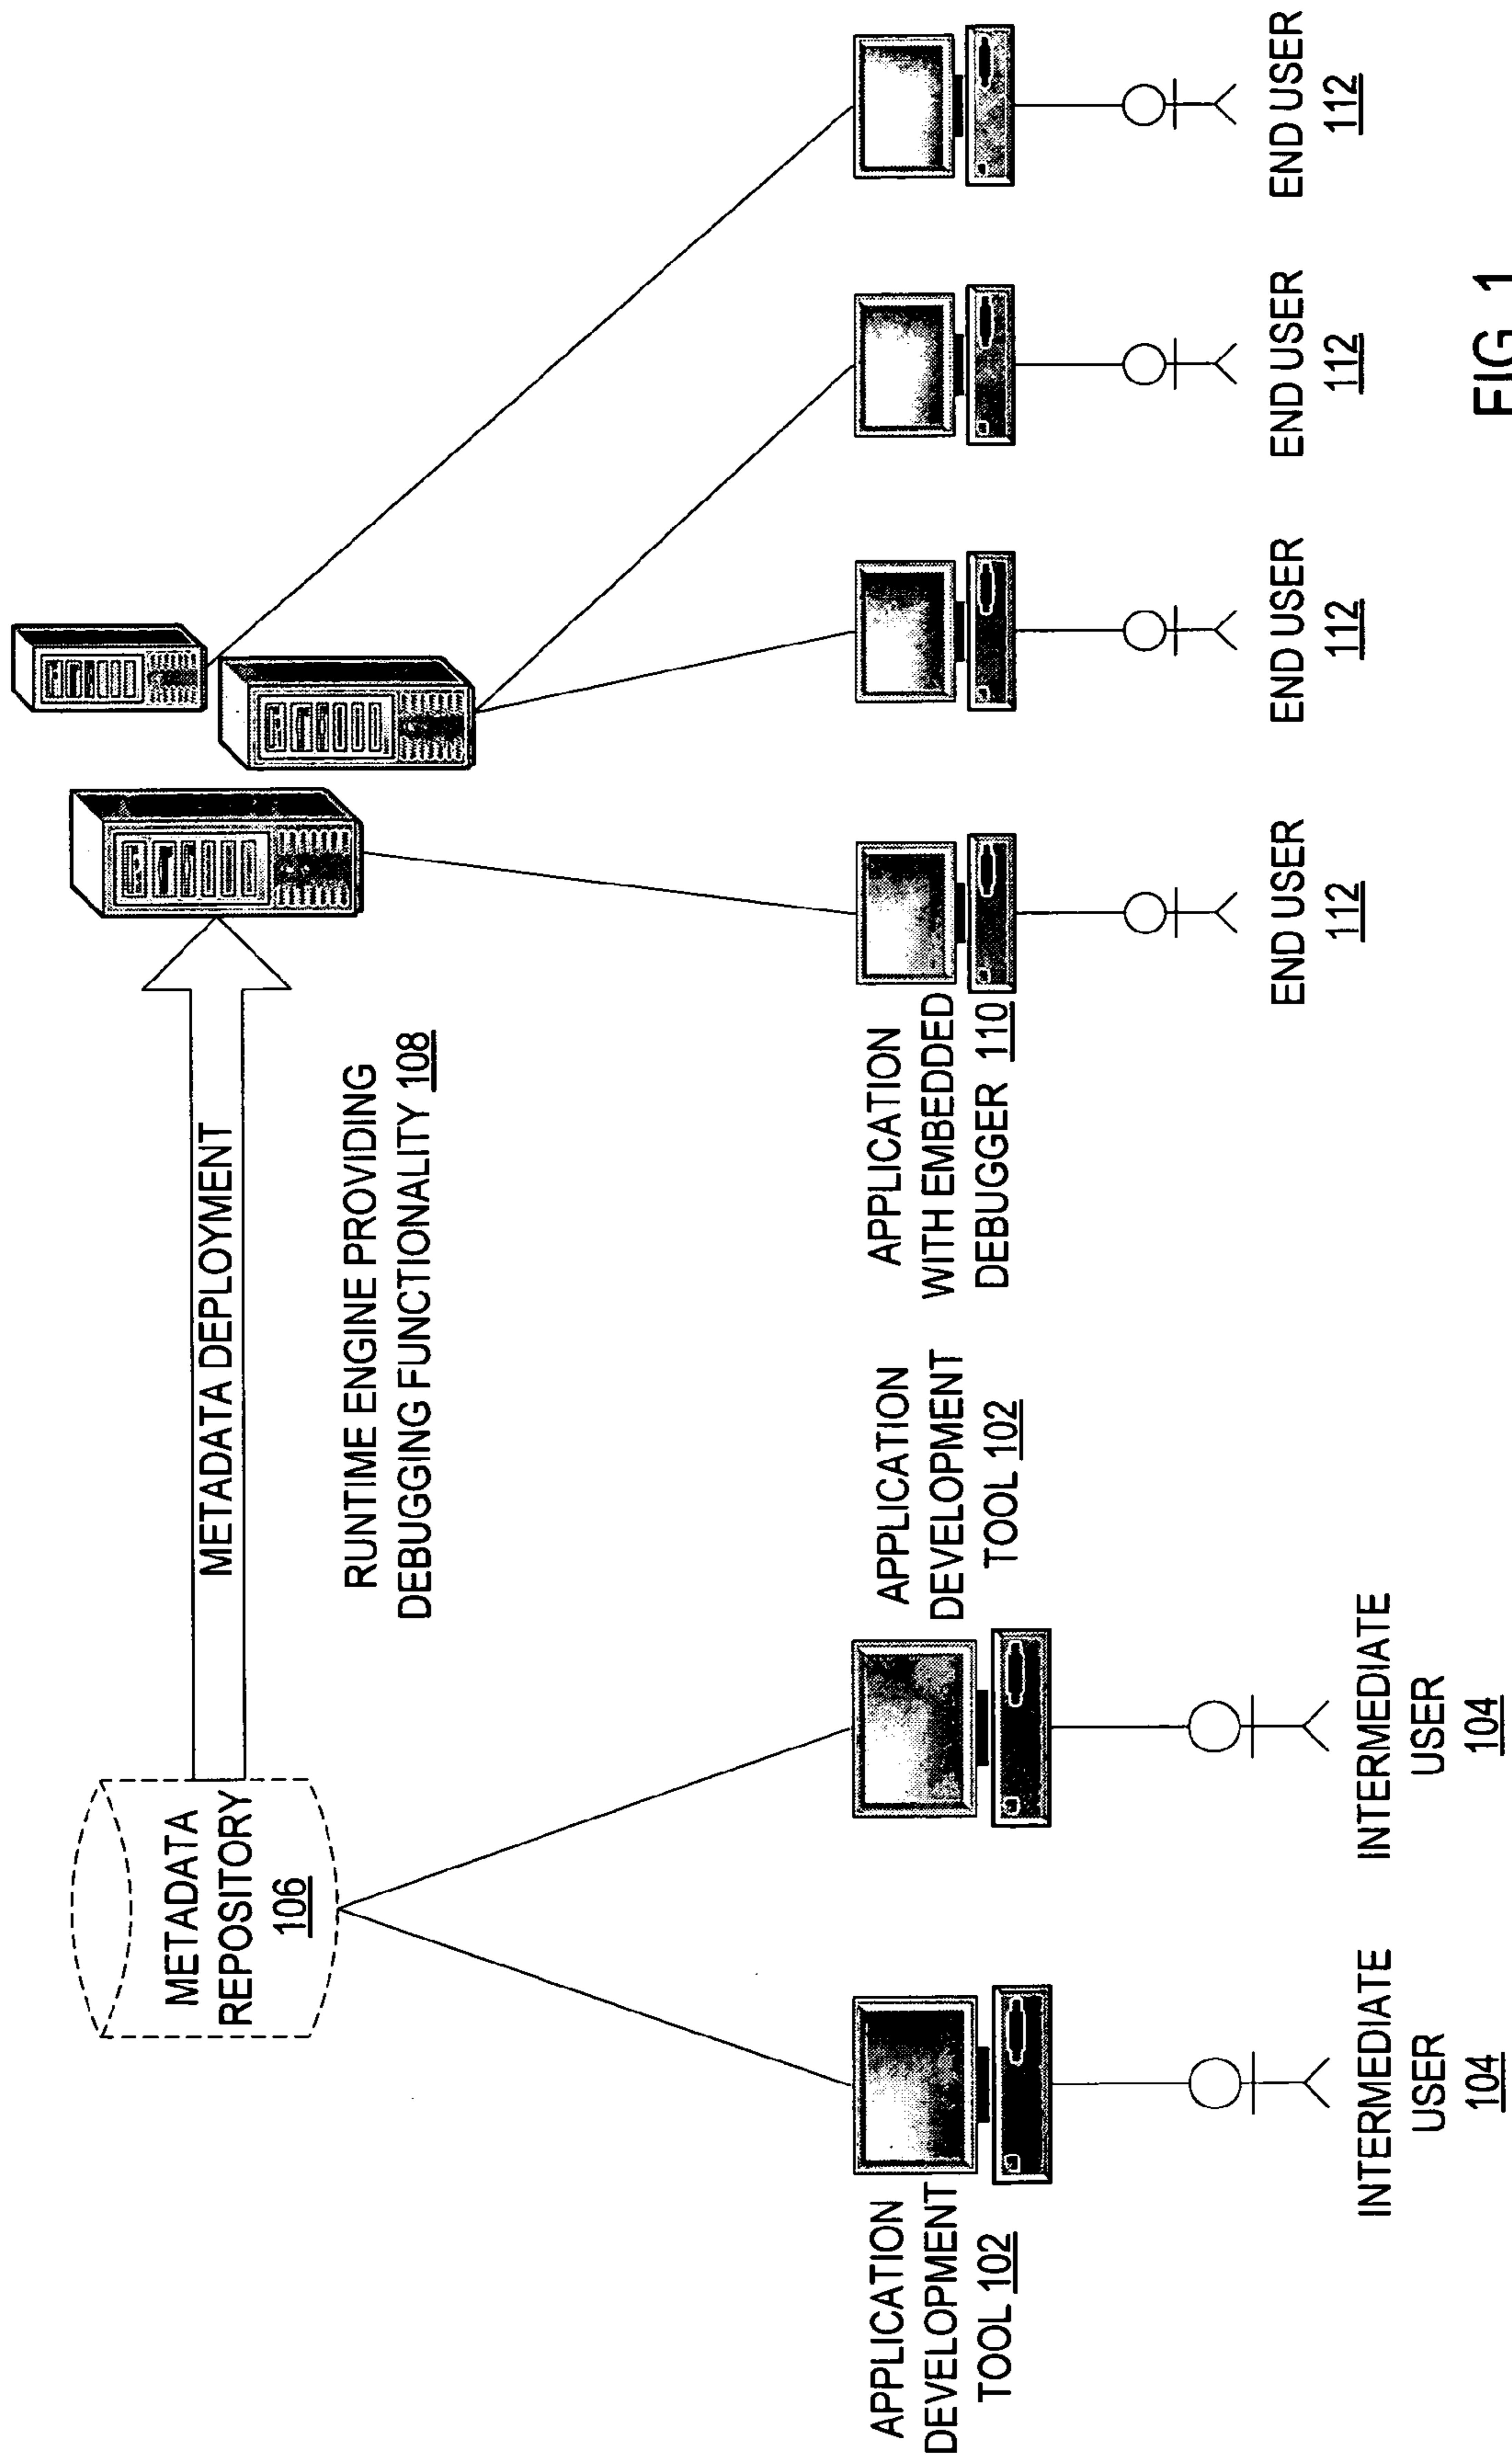 METADATA
REPOSITORY
106
METADATA DEPLOYMENT
RUNTIME ENGINE PROVIDING
DEBUGGING FUNCTIONALITY 108
APPLICATION
DEVELOPMENT
TOOL 102
APPLICATION
DEVELOPMENT
TOOL 102
APPLICATION
WITH EMBEDDED
DEBUGGER 110
INTERMEDIATE
USER
104
INTERMEDIATE
USER
104
END USER
112
END USER
112
END USER
112
END USER
112
FIG. 1